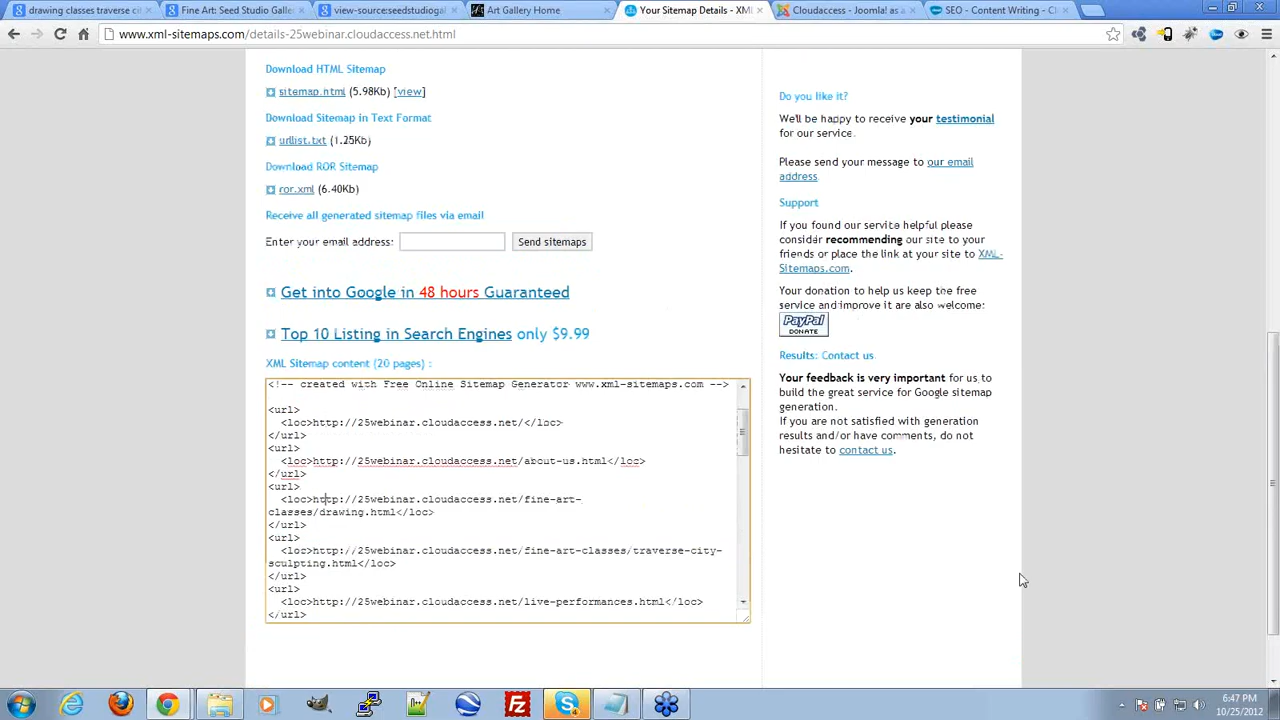 drawing classes traverse ci
Fine Art: Seed Studio Galler
view-source:seedstudiogal
Art Gallery Home
Your Sitemap Details - XM
Cloudaccess - Joomla! as a
SEO - Content Writing - Cl
www.xml-sitemaps.com/details-25webinar.cloudaccess.net.html
Download HTML Sitemap
sitemap.html (5.98Kb) [view]
Download Sitemap in Text Format
urllist.txt (1.25Kb)
Download ROR Sitemap
ror.xml (6.40Kb)
Receive all generated sitemap files via email
Enter your email address:
Send sitemaps
Get into Google in 48 hours Guaranteed
Top 10 Listing in Search Engines only $9.99
XML Sitemap content (20 pages) :
<!-- created with Free Online Sitemap Generator www.xml-sitemaps.com -->
<url>
<loc>http://25webinar.cloudaccess.net/</loc>
</url>
<url>
<loc>http://25webinar.cloudaccess.net/about-us.html</loc>
</url>
<url>
<loc>http://25webinar.cloudaccess.net/fine-art-
classes/drawing.html</loc>
</url>
<url>
<loc>http://25webinar.cloudaccess.net/fine-art-classes/traverse-city-
sculpting.html</loc>
</url>
<url>
<loc>http://25webinar.cloudaccess.net/live-performances.html</loc>
</url>
Do you like it?
We'll be happy to receive your testimonial
for our service.
Please send your message to our email
address.
Support
If you found our service helpful please
consider recommending our site to your
friends or place the link at your site to XML-
Sitemaps.com.
Your donation to help us keep the free
service and improve it are also welcome:
PayPal
DONATE
Results: Contact us.
Your feedback is very important for us to
build the great service for Google sitemap
generation.
If you are not satisfied with generation
results and/or have comments, do not
hesitate to contact us.
6:47 PM
10/25/2012